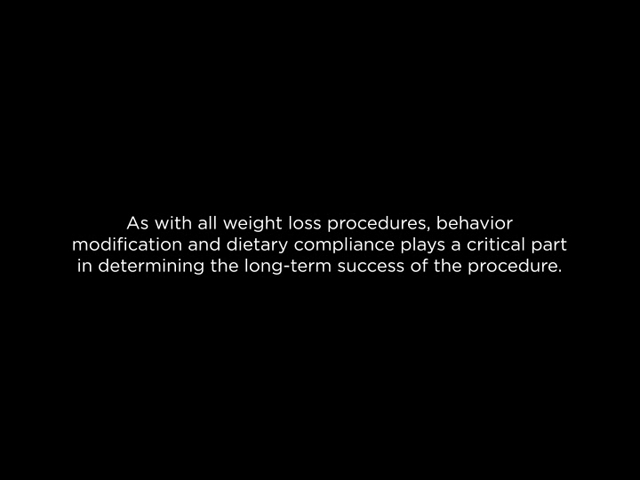 As with all weight loss procedures, behavior
modification and dietary compliance plays a critical part
in determining the long-term success of the procedure.